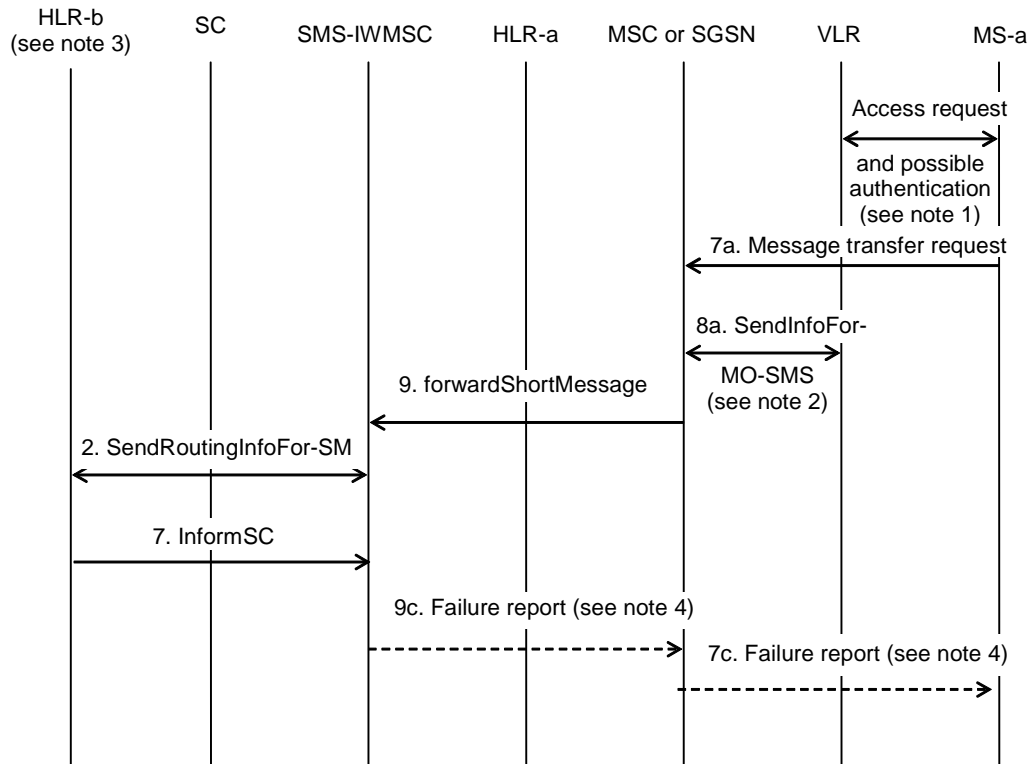 HLR-b
(see note 3)
SC
SMS-IWMSC
HLR-a
MSC or SGSN
VLR
MS-a
Access request
and possible
authentication
(see note 1)
7a. Message transfer request
8a. SendInfoFor-
MO-SMS
(see note 2)
9. forwardShortMessage
2. SendRoutingInfoFor-SM
7. InformSC
9c. Failure report (see note 4)
7c. Failure report (see note 4)